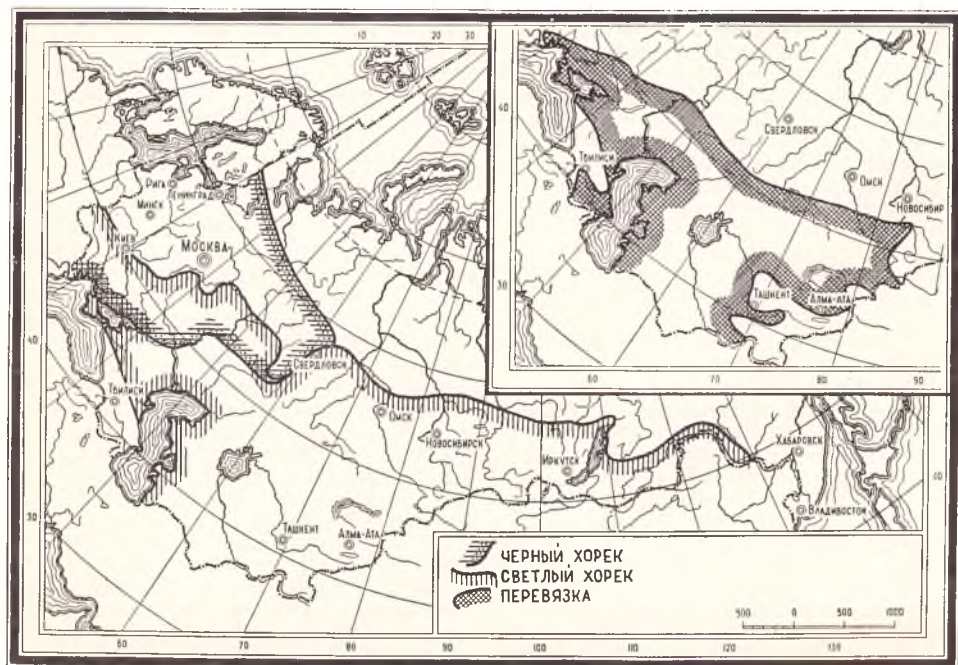 10 20 30
40
СВЕРДЛОВСК
ТБИЛИСИ
ОМСК
НОВОСИБИР
30
ТАШКЕНТ
АЛМА-АТА
60 70 80 90
РИГА
ЛЕНИНГРАД
МИНСК
КИЕВ
МОСКВА
40
СВЕРДЛОВСК
ТБИЛИСИ
ОМСК
НОВОСИБИРСК
ИРКУТСК
ХАБАРОВСК
40
30
ТАШКЕНТ
АЛМА-АТА
ВЛАДИВОСТОК
ЧЕРНЫЙ ХОРЕК
СВЕТЛЫЙ ХОРЕК
ПЕРЕВЯЗКА
500 0 500 1000
60 70 80 90 100 110 120 130